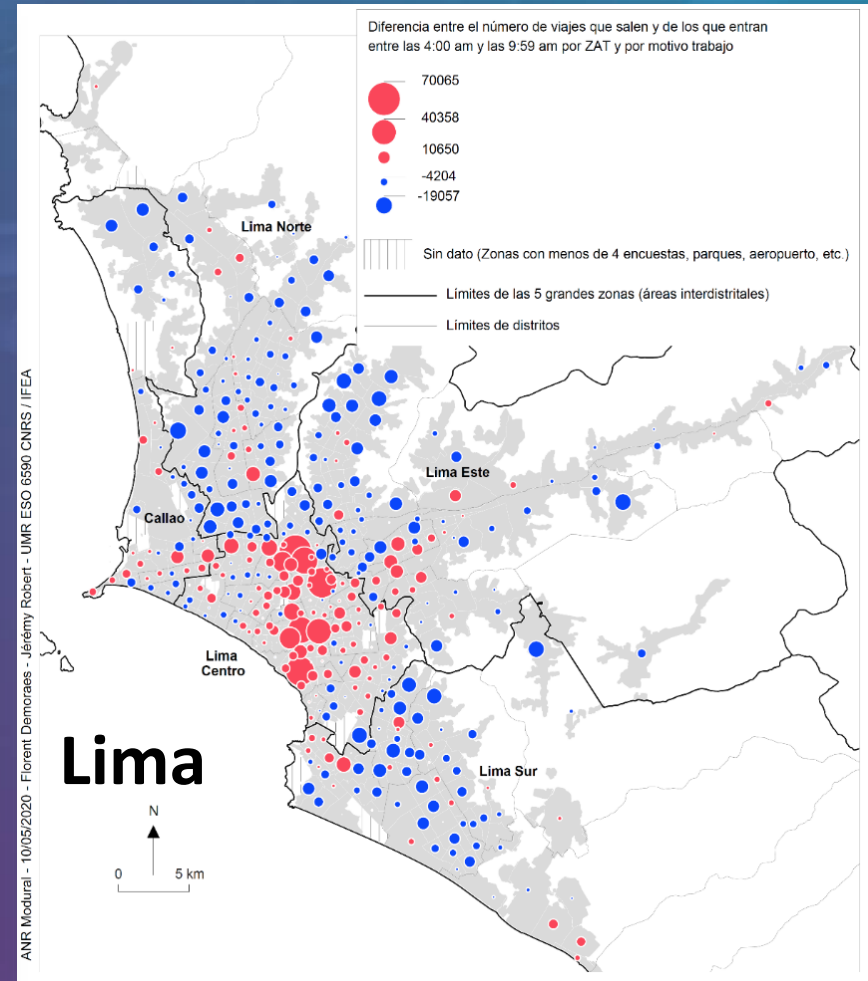 Diferencia entre el número de viajes que salen y de los que entran
entre las 4:00 am y las 9:59 am por ZAT y por motivo trabajo
70065
40358
10650
-4204
-19057
Sin dato (Zonas con menos de 4 encuestas, parques, aeropuerto, etc.)
Límites de las 5 grandes zonas (áreas interdistritales)
Límites de distritos
Lima Norte
Lima Este
Callao
Lima
Centro
Lima Sur
Lima
N
0 5 km
ANR Modural - 10/05/2020 - Florent Demoraes - Jérémy Robert - UMR ESO 6590 CNRS / IFEA